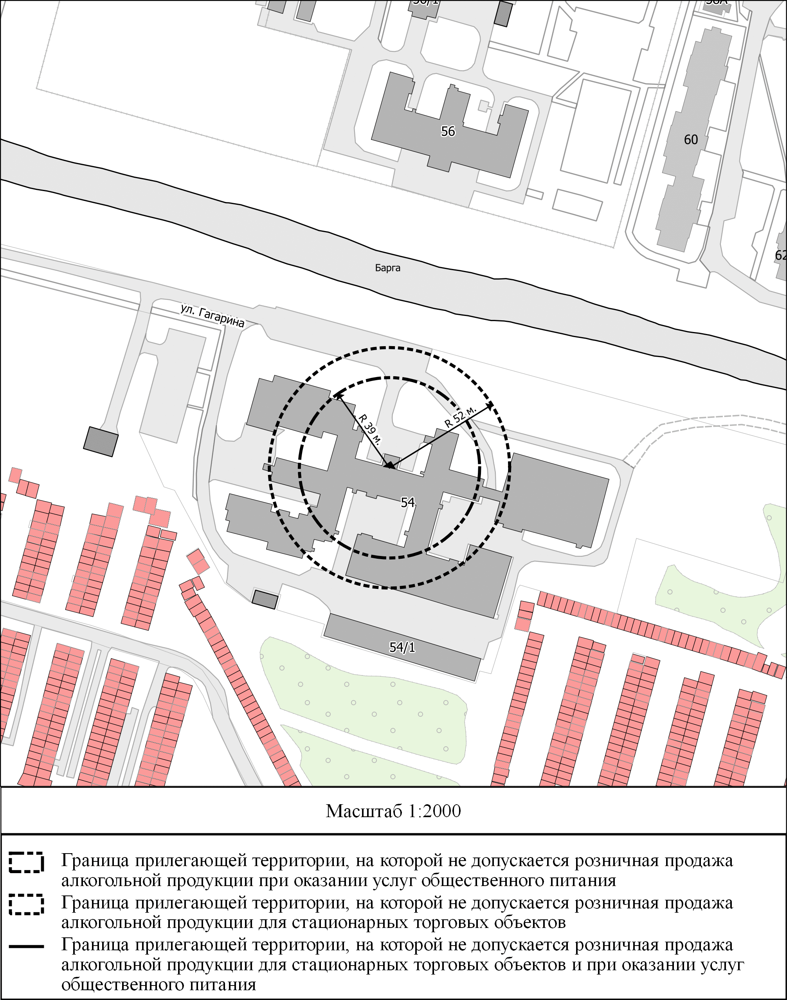 56
60
Барга
ул. Гагарина
R 39 м.
R 52 м.
54
54/1
Масштаб 1:2000
Граница прилегающей территории, на которой не допускается розничная продажа
алкогольной продукции при оказании услуг общественного питания
Граница прилегающей территории, на которой не допускается розничная продажа
алкогольной продукции для стационарных торговых объектов
Граница прилегающей территории, на которой не допускается розничная продажа
алкогольной продукции для стационарных торговых объектов и при оказании услуг
общественного питания